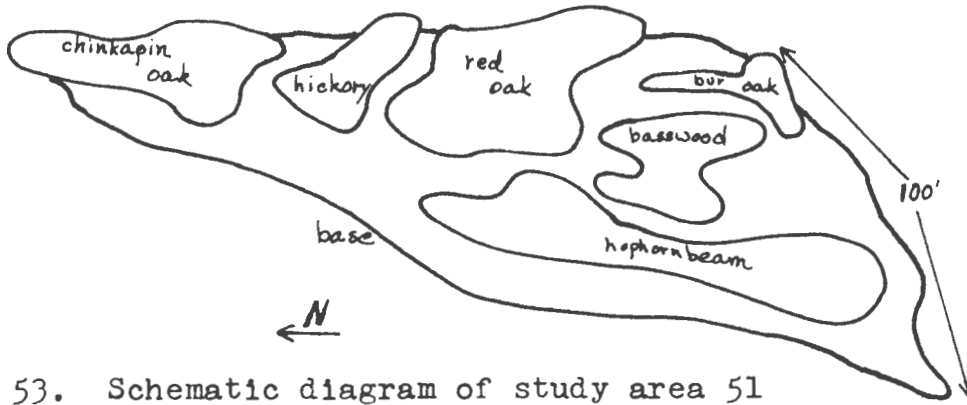 chinkapin
oak
hickory
red
oak
bur oak
basswood
100'
base
hophornbeam
N
53. Schematic diagram of study area 51